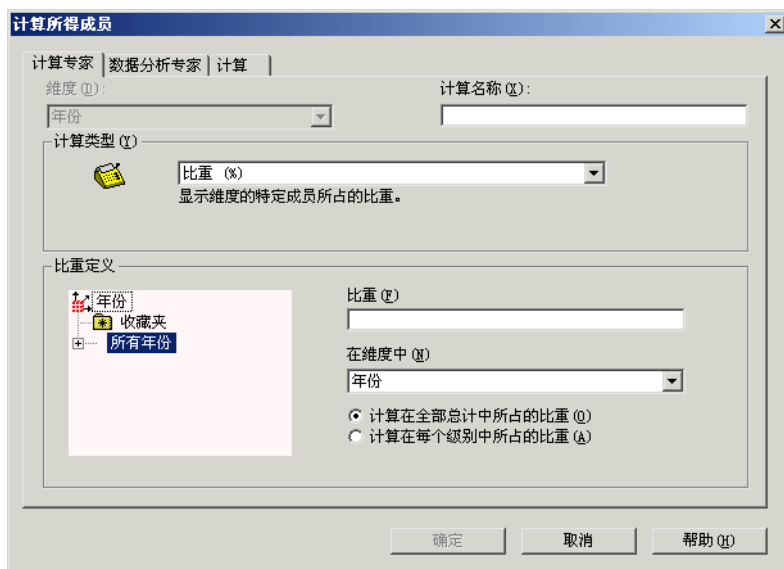 计算所得成员
计算专家 数据分析专家 计算
维度(D):
计算名称(X):
年份
计算类型(Y)
比重 (%)
显示维度的特定成员所占的比重。
比重定义
年份
收藏夹
所有年份
比重(F)
在维度中(N)
年份
计算在全部总计中所占的比重(O)
计算在每个级别中所占的比重(A)
确定 取消 帮助(H)